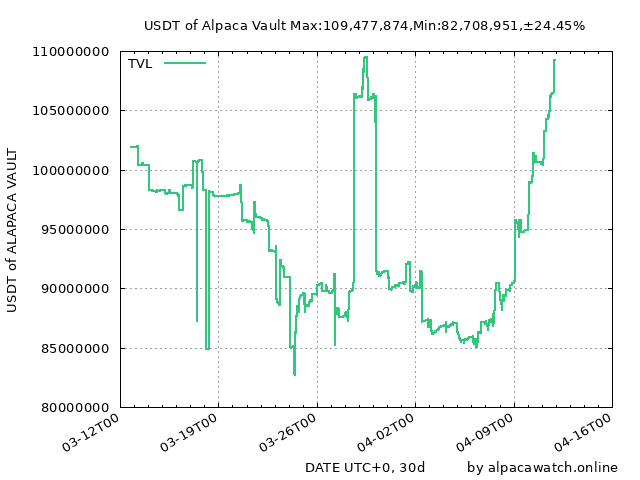 USDT of Alpaca Vault Max:109,477,874,Min:82,708,951,±24.45%
110000000
TVL
105000000
100000000
95000000
90000000
85000000
80000000
USDT of ALAPACA VAULT
03-12T00
03-19T00
03-26T00
04-02T00
04-09T00
04-16T00
DATE UTC+0, 30d
by alpacawatch.online